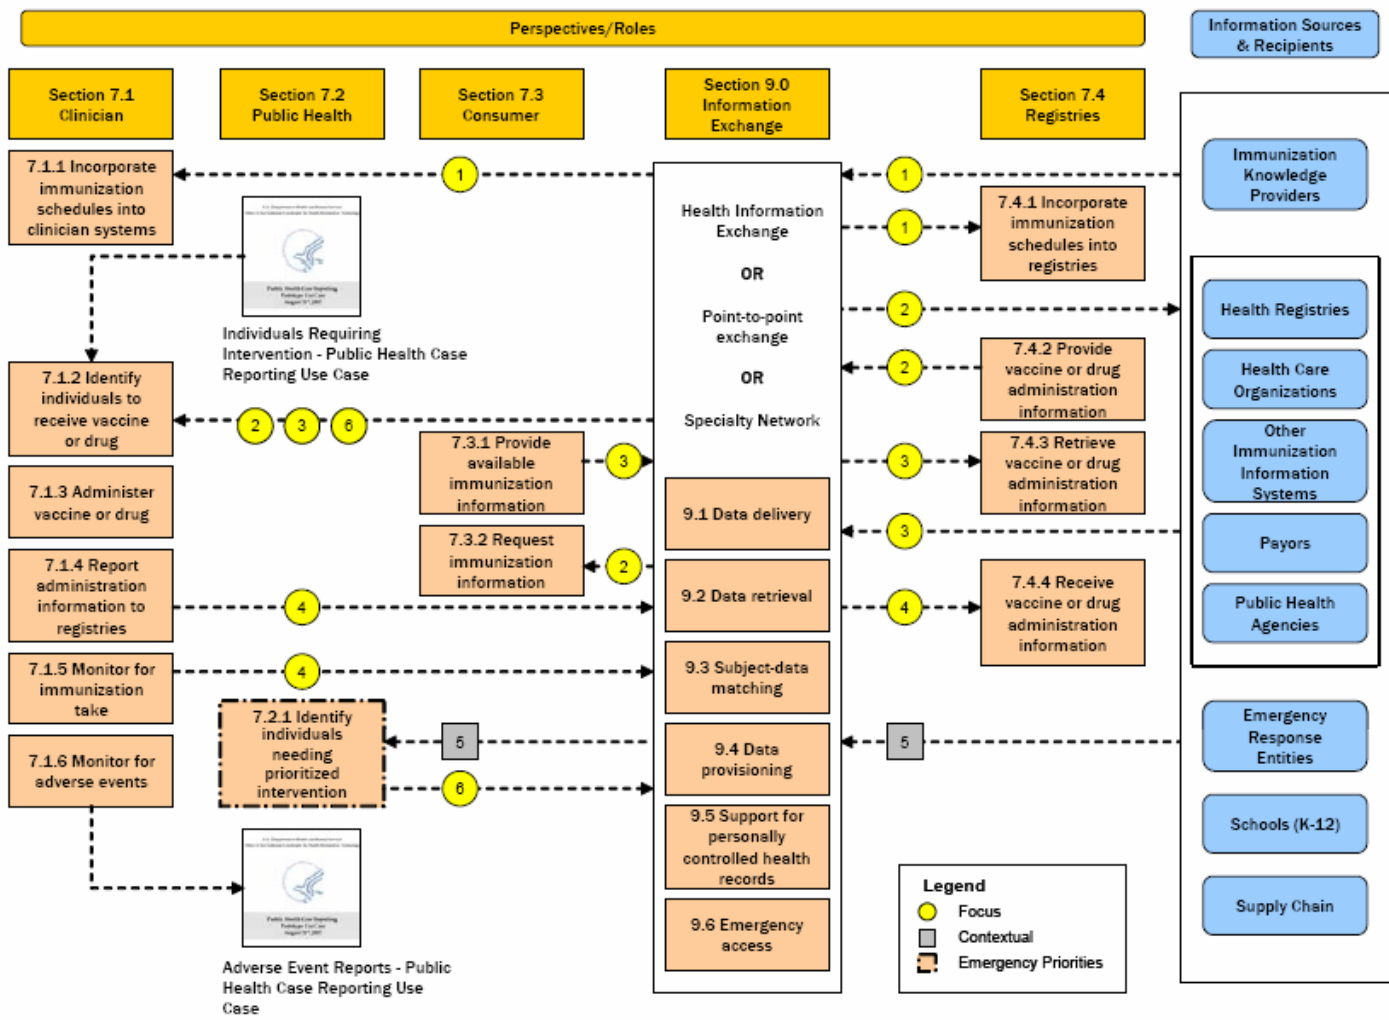 Perspectives/Roles
Information Sources
& Recipients
Section 7.1
Clinician
Section 7.2
Public Health
Section 7.3
Consumer
Section 9.0
Information
Exchange
Section 7.4
Registries
7.1.1 Incorporate
immunization
schedules into
clinician systems
1
1
Immunization
Knowledge
Providers
Health Information
Exchange
OR
Point-to-point
exchange
OR
Specialty Network
1
7.4.1 Incorporate
immunization
schedules into
registries
Individuals Requiring
Intervention - Public Health Case
Reporting Use Case
2
Health Registries
7.1.2 Identify
individuals to
receive vaccine
or drug
2
3
6
2
7.4.2 Provide
vaccine or drug
administration
information
Health Care
Organizations
7.3.1 Provide
available
immunization
information
3
3
7.4.3 Retrieve
vaccine or drug
administration
information
Other
Immunization
Information
Systems
7.1.3 Administer
vaccine or drug
9.1 Data delivery
3
Payors
7.3.2 Request
immunization
information
2
7.1.4 Report
administration
information to
registries
4
9.2 Data retrieval
4
7.4.4 Receive
vaccine or drug
administration
information
Public Health
Agencies
7.1.5 Monitor for
immunization
take
4
9.3 Subject-data
matching
7.2.1 Identify
individuals
needing
prioritized
intervention
5
6
9.4 Data
provisioning
5
Emergency
Response
Entities
7.1.6 Monitor for
adverse events
9.5 Support for
personally
controlled health
records
Schools (K-12)
9.6 Emergency
access
Supply Chain
Adverse Event Reports - Public
Health Case Reporting Use
Case
Legend
Focus
Contextual
Emergency Priorities